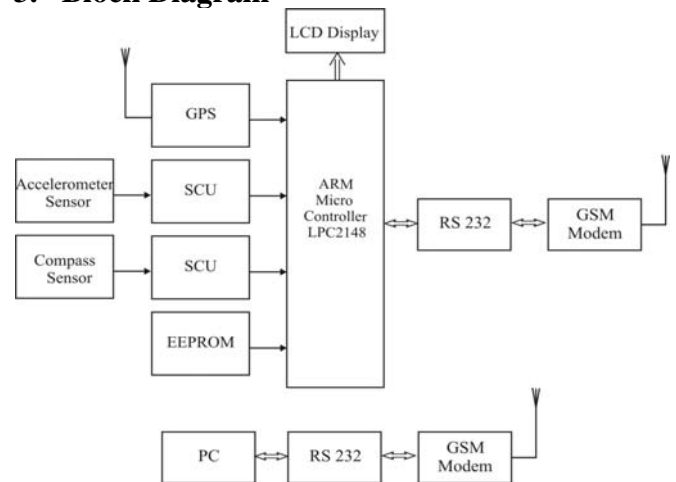 3. Block Diagram
LCD Display
GPS
Accelerometer
Sensor
SCU
ARM
Micro
Controller
LPC2148
RS 232
GSM
Modem
Compass
Sensor
SCU
EEPROM
PC
RS 232
GSM
Modem